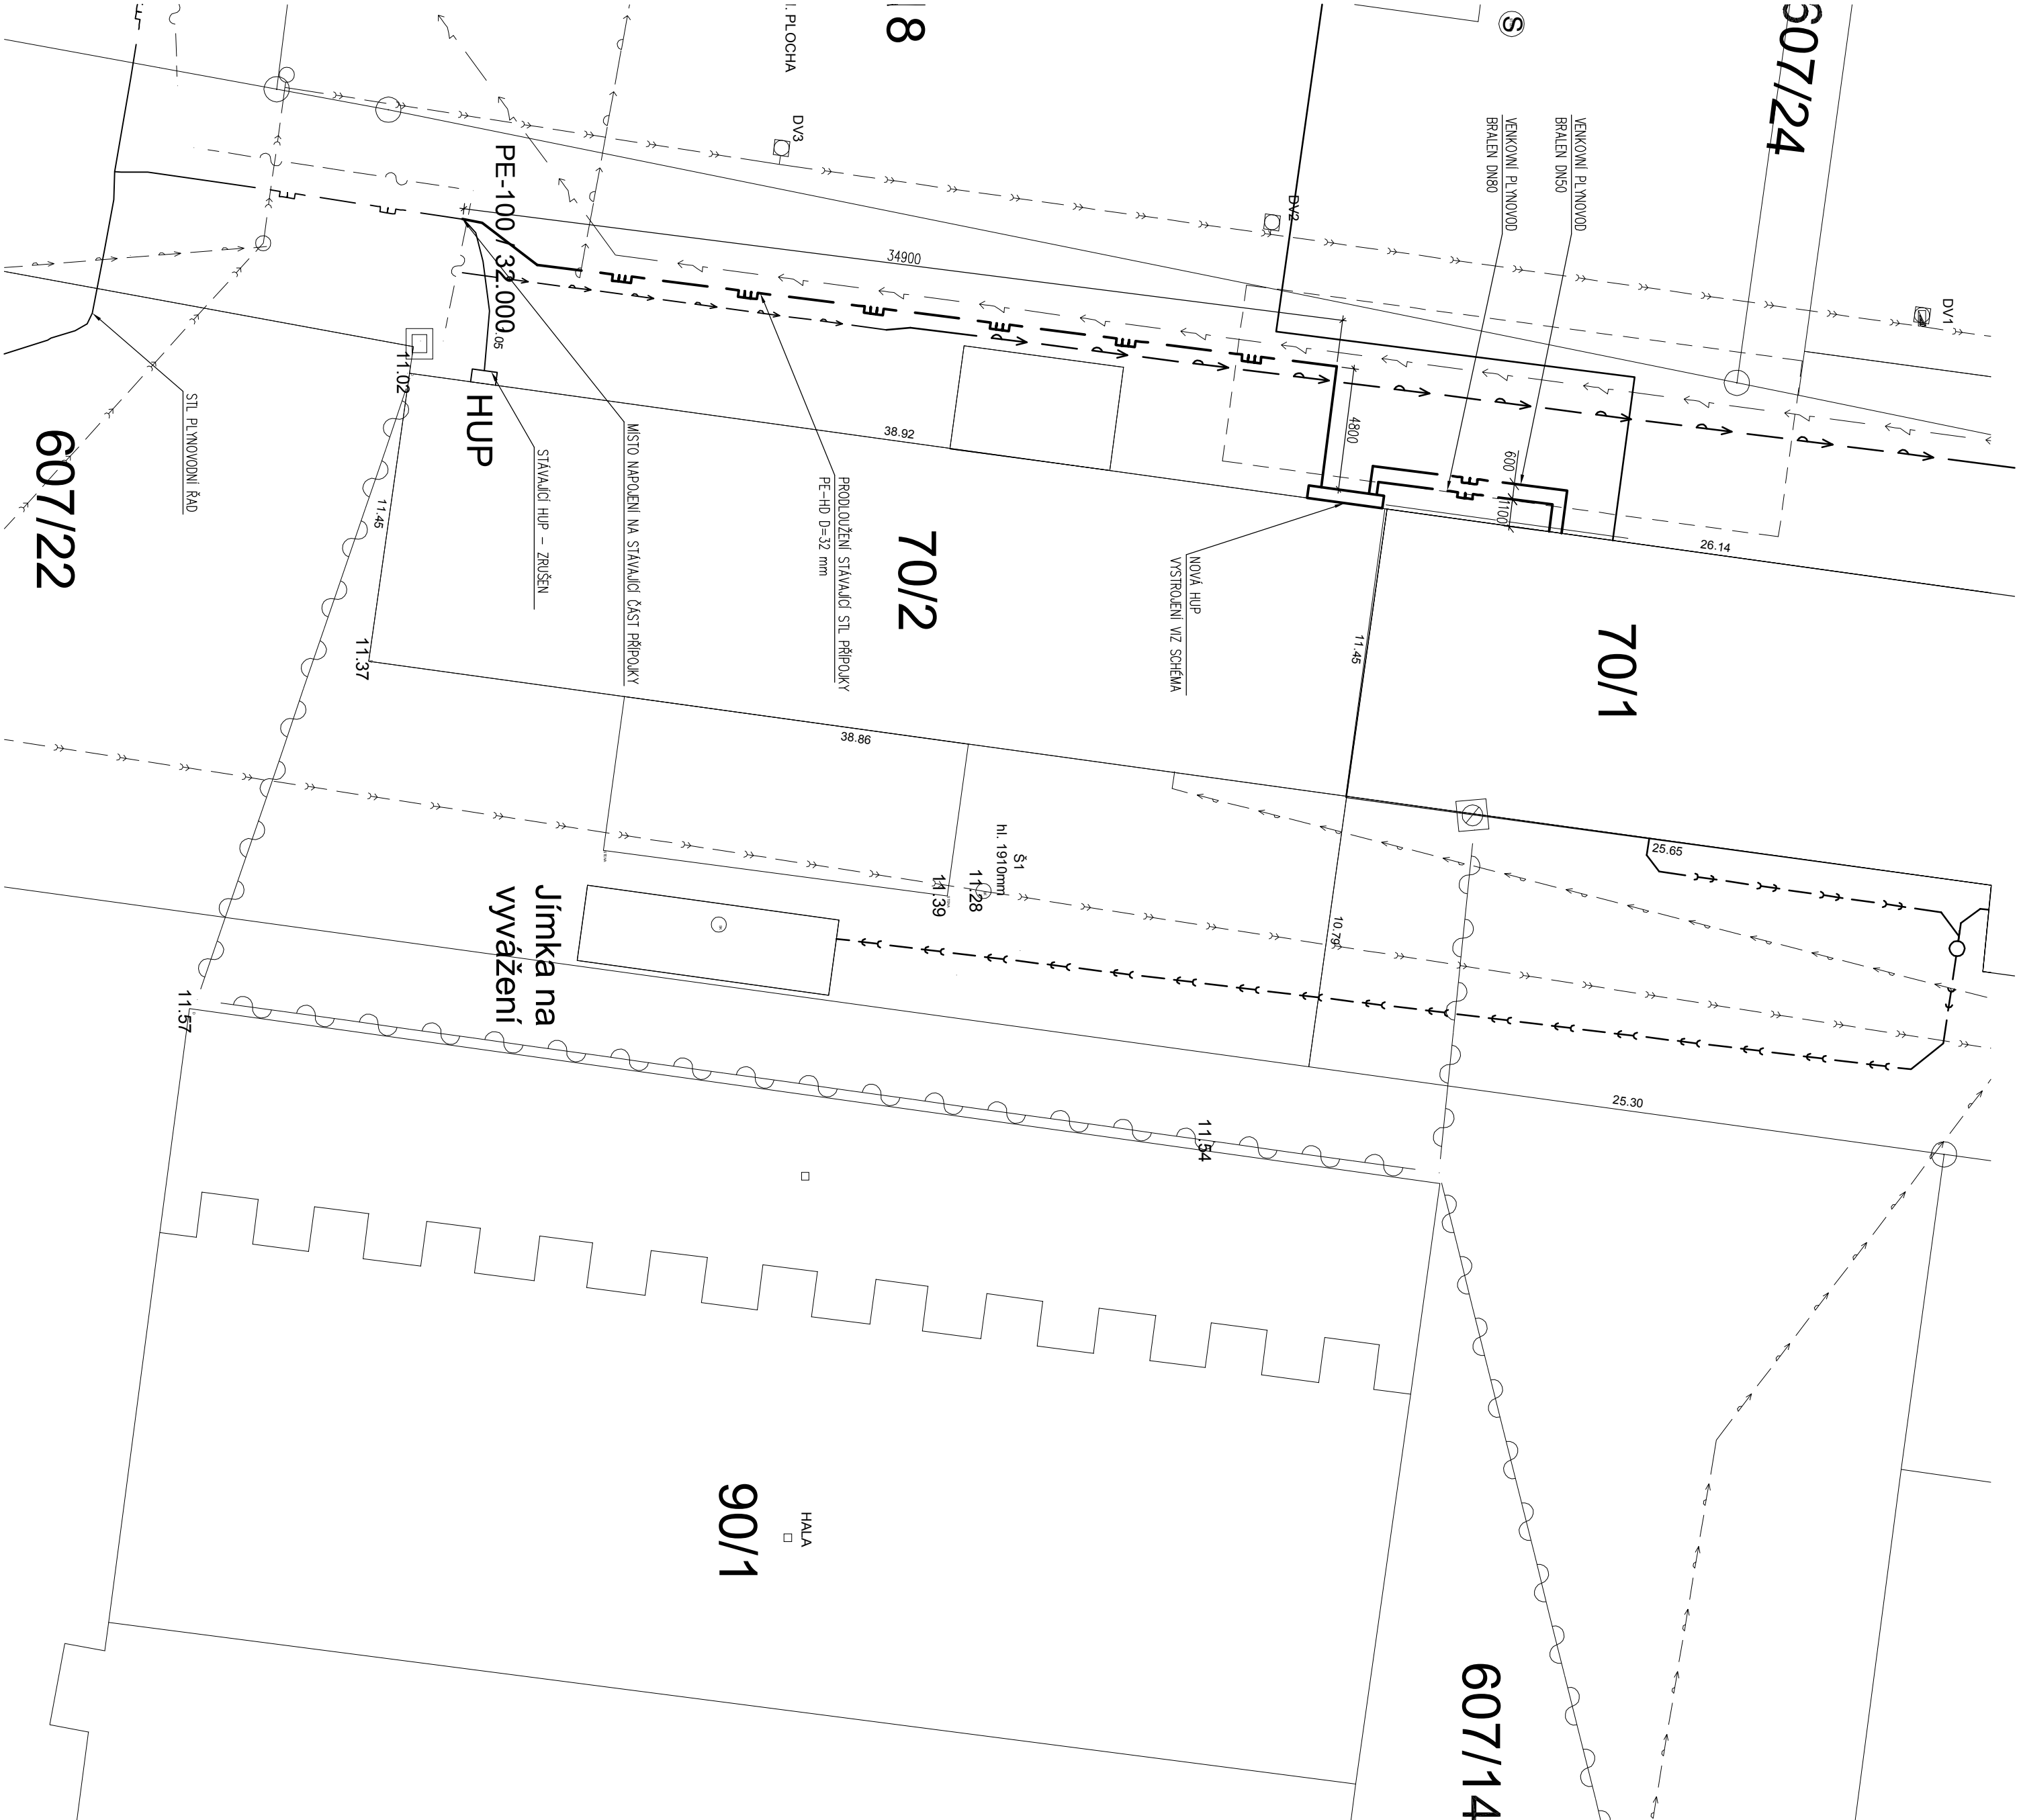 607/24
DV1
S
VENKOVNÍ PLYNOVOD
BRALEN DN50
VENKOVNÍ PLYNOVOD
BRALEN DN80
DV2
8
I. PLOCHA
DV3
PE-100 / 32.000
34900
4800
600
1100
26.14
70/1
NOVÁ HUP
VYSTROJENÍ VIZ SCHÉMA
11.45
70/2
38.92
PRODLOUŽENÍ STÁVAJÍCÍ STL PŘÍPOJKY
PE-HD D=32 mm
MÍSTO NAPOJENÍ NA STÁVAJÍCÍ ČÁST PŘÍPOJKY
STÁVAJÍCÍ HUP - ZRUŠEN
HUP
11.02
11.45
11.37
STL PLYNOVODNÍ ŘAD
607/22
38.86
25.65
Š1
hl. 1910mm
11.28
11.39
10.79
Jímka na
vyvážení
11.57
25.30
11.54
HALA
90/1
607/14